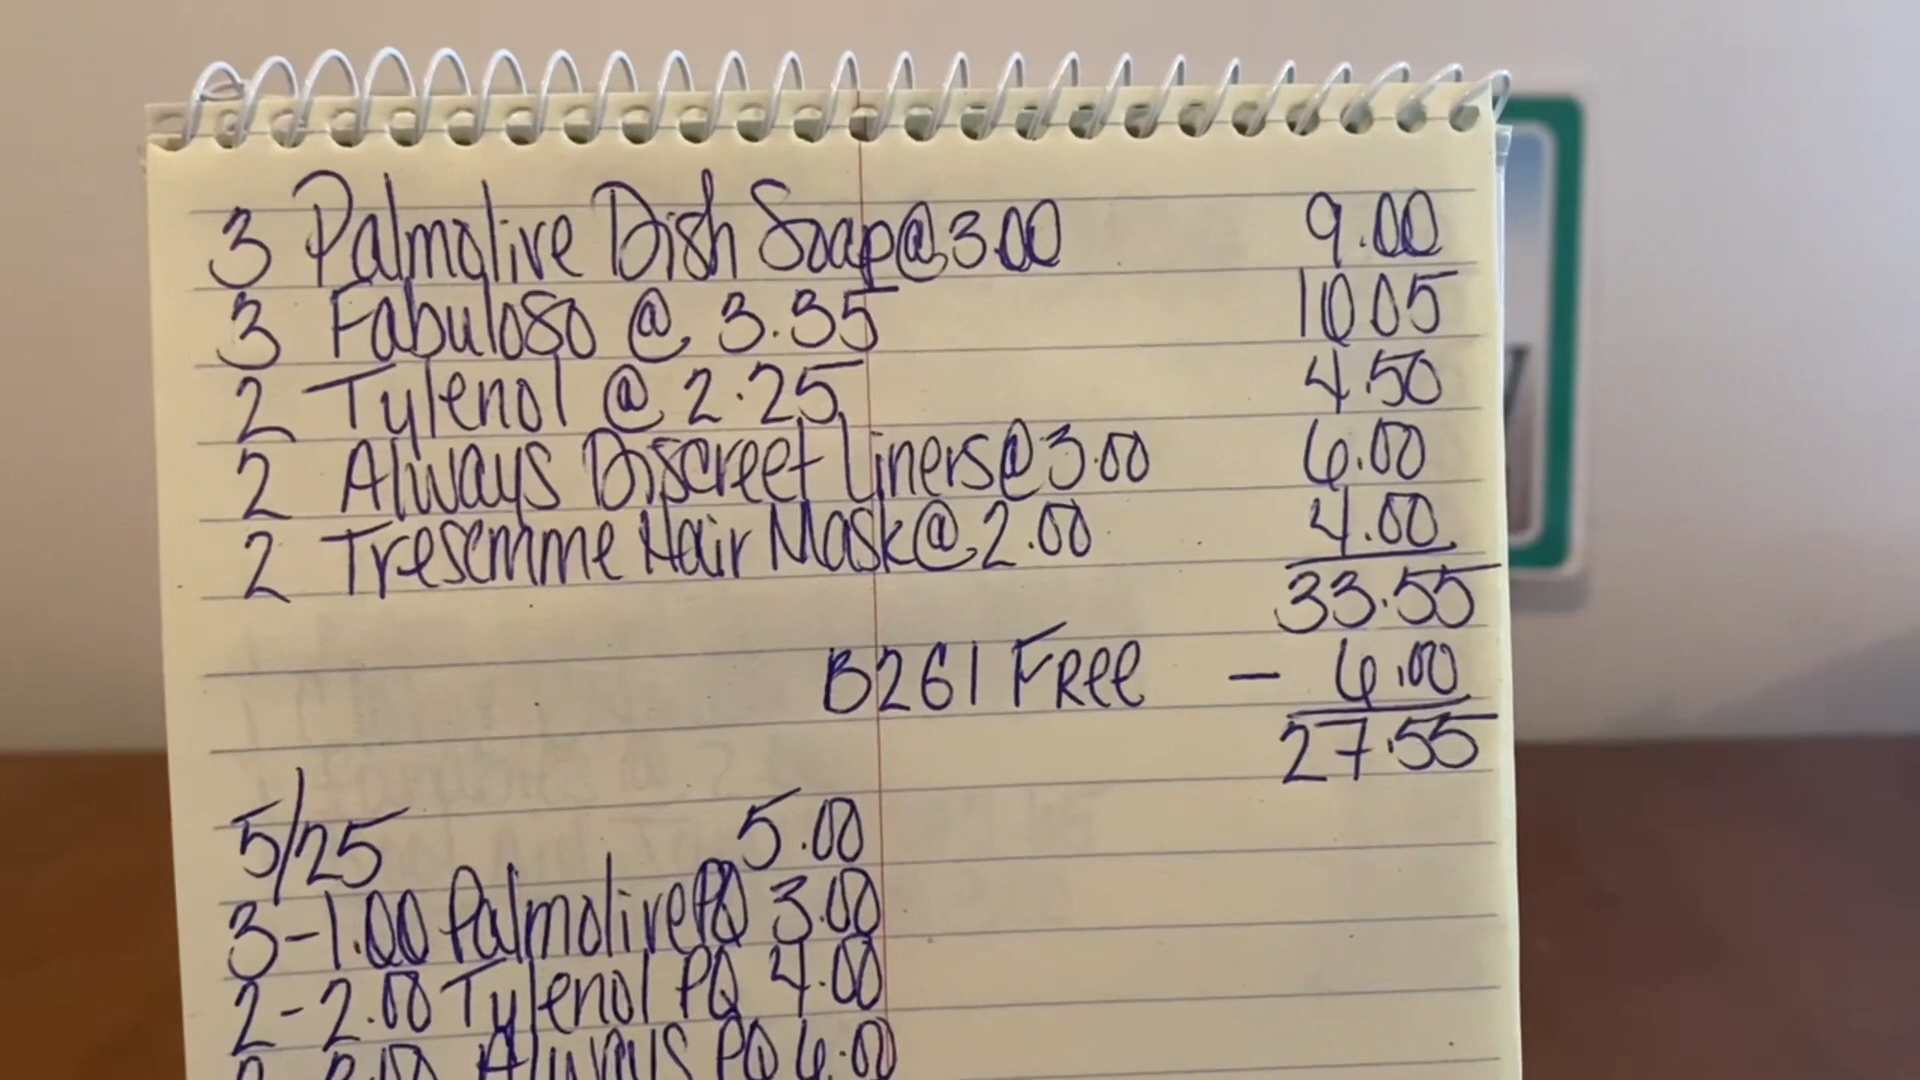 3 Palmolive Dish Soap @ 3.00 9.00
3 Fabuloso @ 3.35 10.05
2 Tylenol @ 2.25 4.50
2 Always Discreet Liners @ 3.00 6.00
2 Tresemme Hair Mask @ 2.00 4.00
33.55
B2G1 Free - 6.00
27.55
5/25 5.00
3-1.00 Palmolive PQ 3.00
2-2.00 Tylenol PQ 4.00
Always PQ 6.00